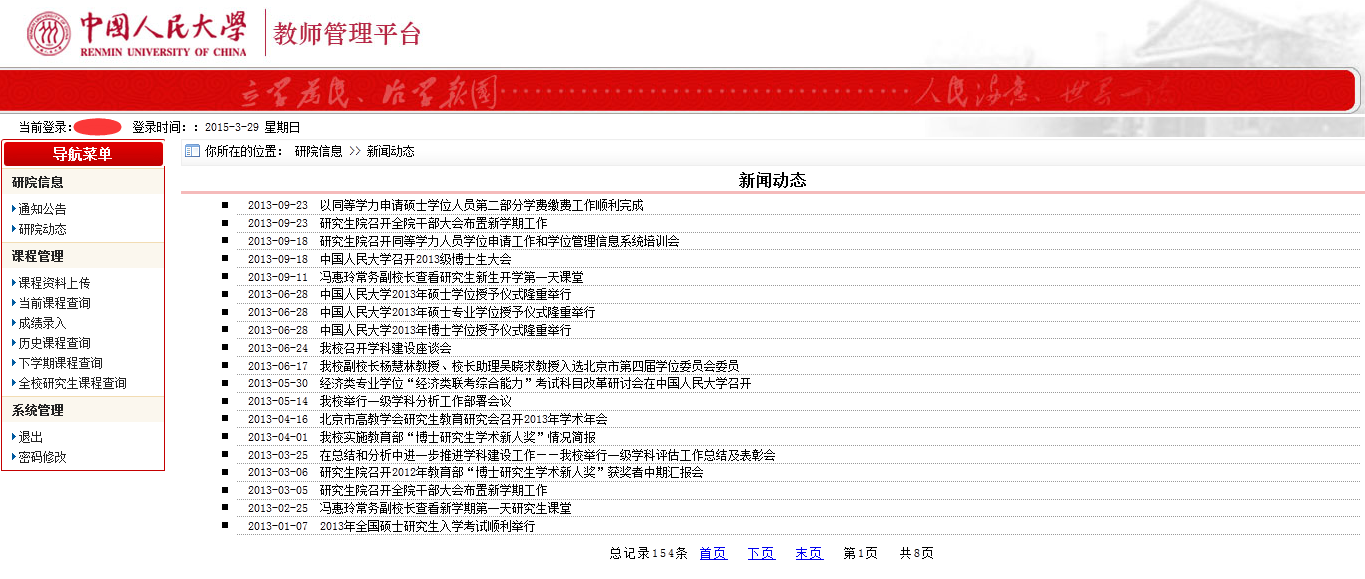 中国人民大学
RENMIN UNIVERSITY OF CHINA
教师管理平台
当前登录: 登录时间：: 2015-3-29 星期日
导航菜单
研院信息
通知公告
研院动态
课程管理
课程资料上传
当前课程查询
成绩录入
历史课程查询
下学期课程查询
全校研究生课程查询
系统管理
退出
密码修改
你所在的位置： 研院信息 >> 新闻动态
新闻动态
2013-09-23 以同等学力申请硕士学位人员第二部分学费缴费工作顺利完成
2013-09-23 研究生院召开全院干部大会布置新学期工作
2013-09-18 研究生院召开同等学力人员学位申请工作和学位管理信息系统培训会
2013-09-18 中国人民大学召开2013级博士生大会
2013-09-11 冯惠玲常务副校长查看研究生新生开学第一天课堂
2013-06-28 中国人民大学2013年硕士学位授予仪式隆重举行
2013-06-28 中国人民大学2013年硕士专业学位授予仪式隆重举行
2013-06-28 中国人民大学2013年博士学位授予仪式隆重举行
2013-06-24 我校召开学科建设座谈会
2013-06-17 我校副校长杨慧林教授、校长助理吴晓求教授入选北京市第四届学位委员会委员
2013-05-30 经济类专业学位“经济类联考综合能力”考试科目改革研讨会在中国人民大学召开
2013-05-14 我校举行一级学科分析工作部署会议
2013-04-16 北京市高教学会研究生教育研究会召开2013年学术年会
2013-04-01 我校实施教育部“博士研究生学术新人奖”情况简报
2013-03-25 在总结和分析中进一步推进学科建设工作——我校举行一级学科评估工作总结及表彰会
2013-03-06 研究生院召开2012年教育部“博士研究生学术新人奖”获奖者中期汇报会
2013-03-05 研究生院召开全院干部大会布置新学期工作
2013-02-25 冯惠玲常务副校长查看新学期第一天研究生课堂
2013-01-07 2013年全国硕士研究生入学考试顺利举行
总记录154条 首页 下页 末页 第1页 共8页